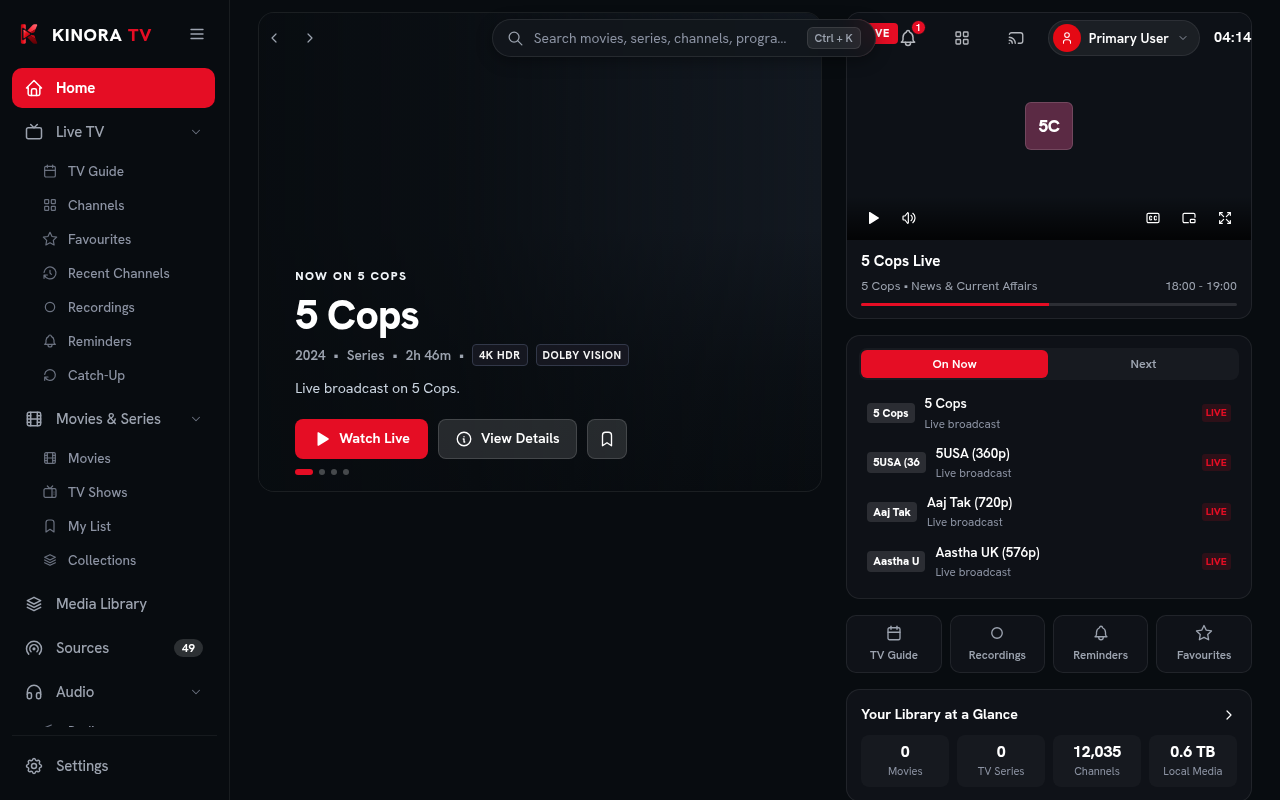 KINORA TV
Home
Live TV
TV Guide
Channels
Favourites
Recent Channels
Recordings
Reminders
Catch-Up
Movies & Series
Movies
TV Shows
My List
Collections
Media Library
Sources 49
Audio
Settings
Search movies, series, channels, progra... Ctrl + K
1
Primary User
04:14
NOW ON 5 COPS
5 Cops
2024 • Series • 2h 46m • 4K HDR DOLBY VISION
Live broadcast on 5 Cops.
Watch Live View Details
5C
5 Cops Live
5 Cops • News & Current Affairs 18:00 - 19:00
On Now Next
5 Cops 5 Cops LIVE
Live broadcast
5USA (36 5USA (360p) LIVE
Live broadcast
Aaj Tak Aaj Tak (720p) LIVE
Live broadcast
Aastha U Aastha UK (576p) LIVE
Live broadcast
TV Guide Recordings Reminders Favourites
Your Library at a Glance
0 0 12,035 0.6 TB
Movies TV Series Channels Local Media